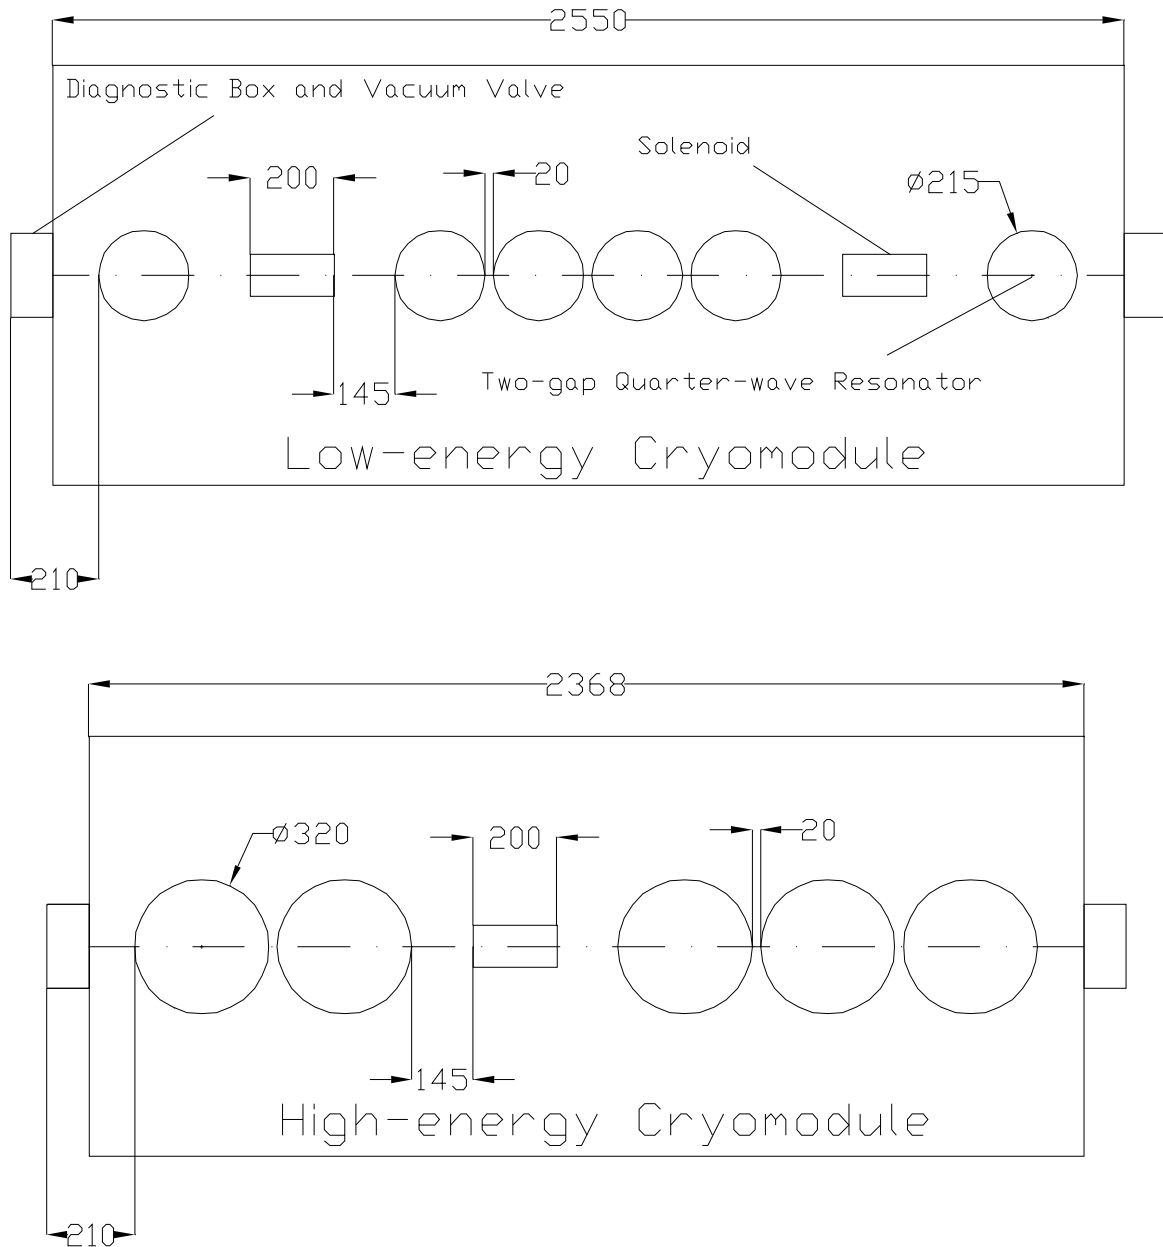 2550
Diagnostic Box and Vacuum Valve
Solenoid
200
20
Ø215
145
Two-gap Quarter-wave Resonator
Low-energy Cryomodule
210
2368
Ø320
200
20
145
High-energy Cryomodule
210